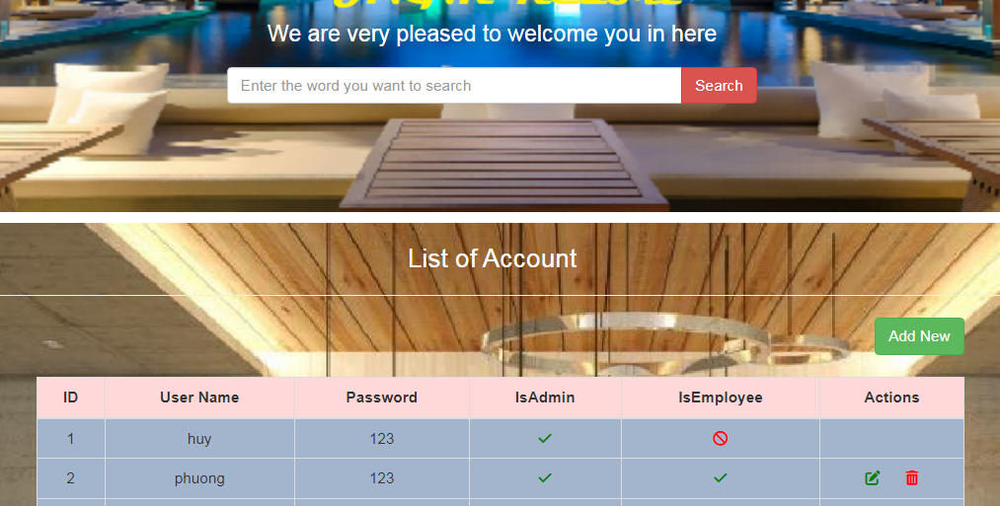 We are very pleased to welcome you in here
Enter the word you want to search Search
List of Account
Add New
ID User Name Password IsAdmin IsEmployee Actions
1 huy 123
2 phuong 123